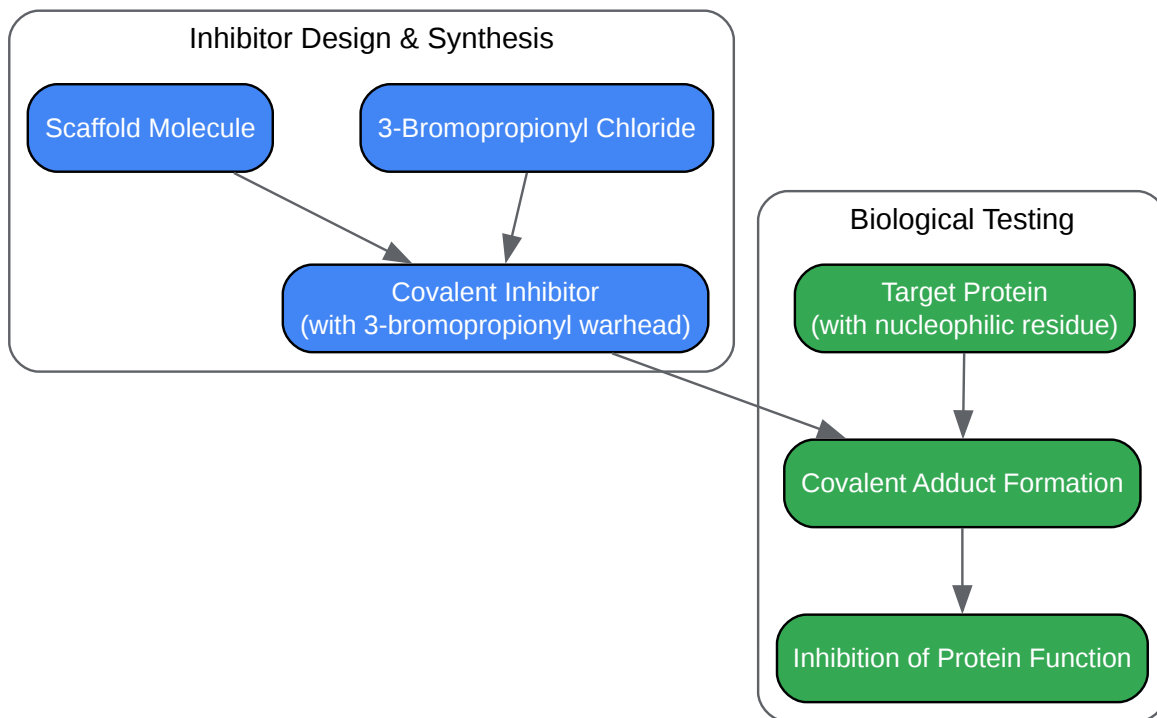 Inhibitor Design & Synthesis
Scaffold Molecule
3-Bromopropionyl Chloride
Covalent Inhibitor
(with 3-bromopropionyl warhead)
Biological Testing
Target Protein
(with nucleophilic residue)
Covalent Adduct Formation
Inhibition of Protein Function